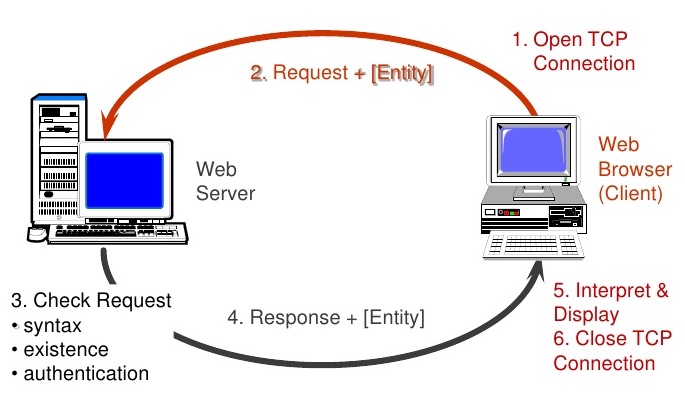 1. Open TCP
Connection
2. Request + [Entity]
Web
Server
Web
Browser
(Client)
3. Check Request
• syntax
• existence
• authentication
4. Response + [Entity]
5. Interpret &
Display
6. Close TCP
Connection